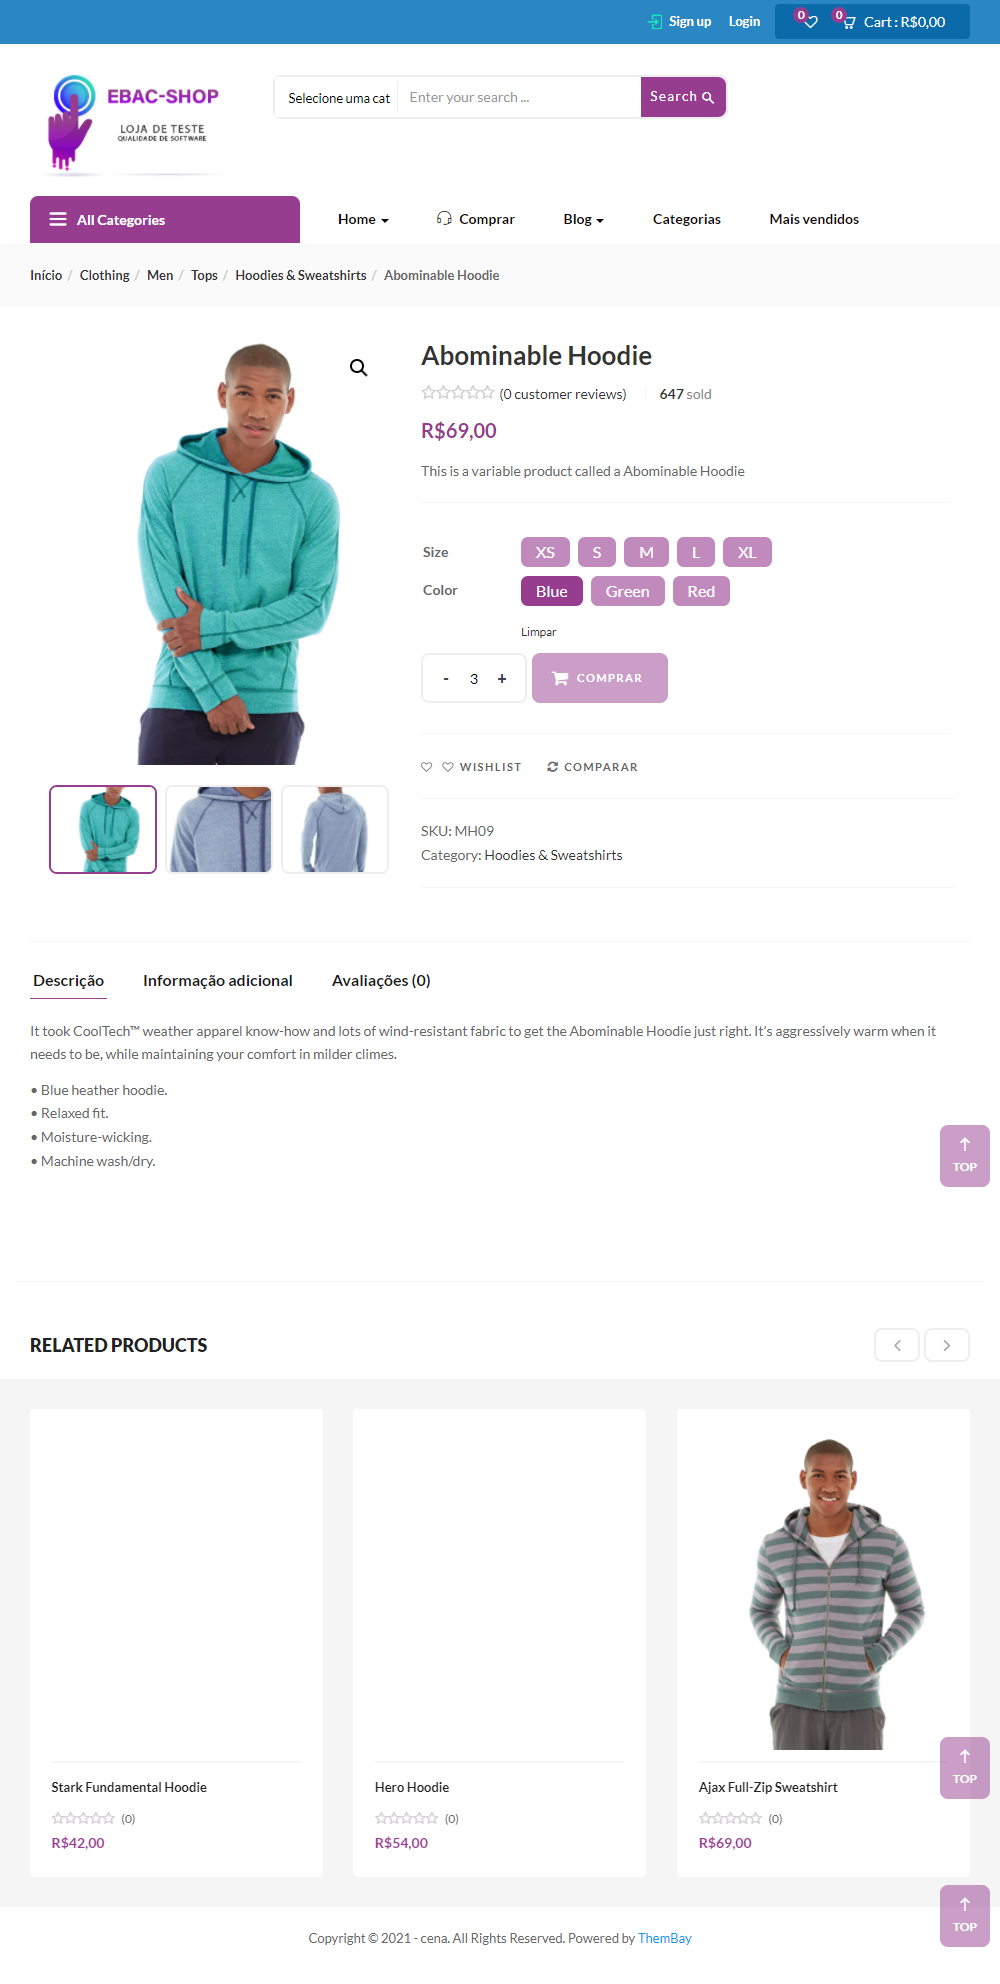 Sign up Login 0 0 Cart : R$0,00
EBAC-SHOP
LOJA DE TESTE
QUALIDADE DE SOFTWARE
Selecione uma cat Enter your search ... Search
All Categories Home Comprar Blog Categorias Mais vendidos
Início / Clothing / Men / Tops / Hoodies & Sweatshirts / Abominable Hoodie
Abominable Hoodie
(0 customer reviews) 647 sold
R$69,00
This is a variable product called a Abominable Hoodie
Size XS S M L XL
Color Blue Green Red
Limpar
- 3 + COMPRAR
WISHLIST COMPARAR
SKU: MH09
Category: Hoodies & Sweatshirts
Descrição Informação adicional Avaliações (0)
It took CoolTech™ weather apparel know-how and lots of wind-resistant fabric to get the Abominable Hoodie just right. It’s aggressively warm when it
needs to be, while maintaining your comfort in milder climes.
• Blue heather hoodie.
• Relaxed fit.
• Moisture-wicking.
• Machine wash/dry.
TOP
RELATED PRODUCTS
TOP
Stark Fundamental Hoodie Hero Hoodie Ajax Full-Zip Sweatshirt
(0) (0) (0)
R$42,00 R$54,00 R$69,00
TOP
Copyright © 2021 - cena. All Rights Reserved. Powered by ThemBay